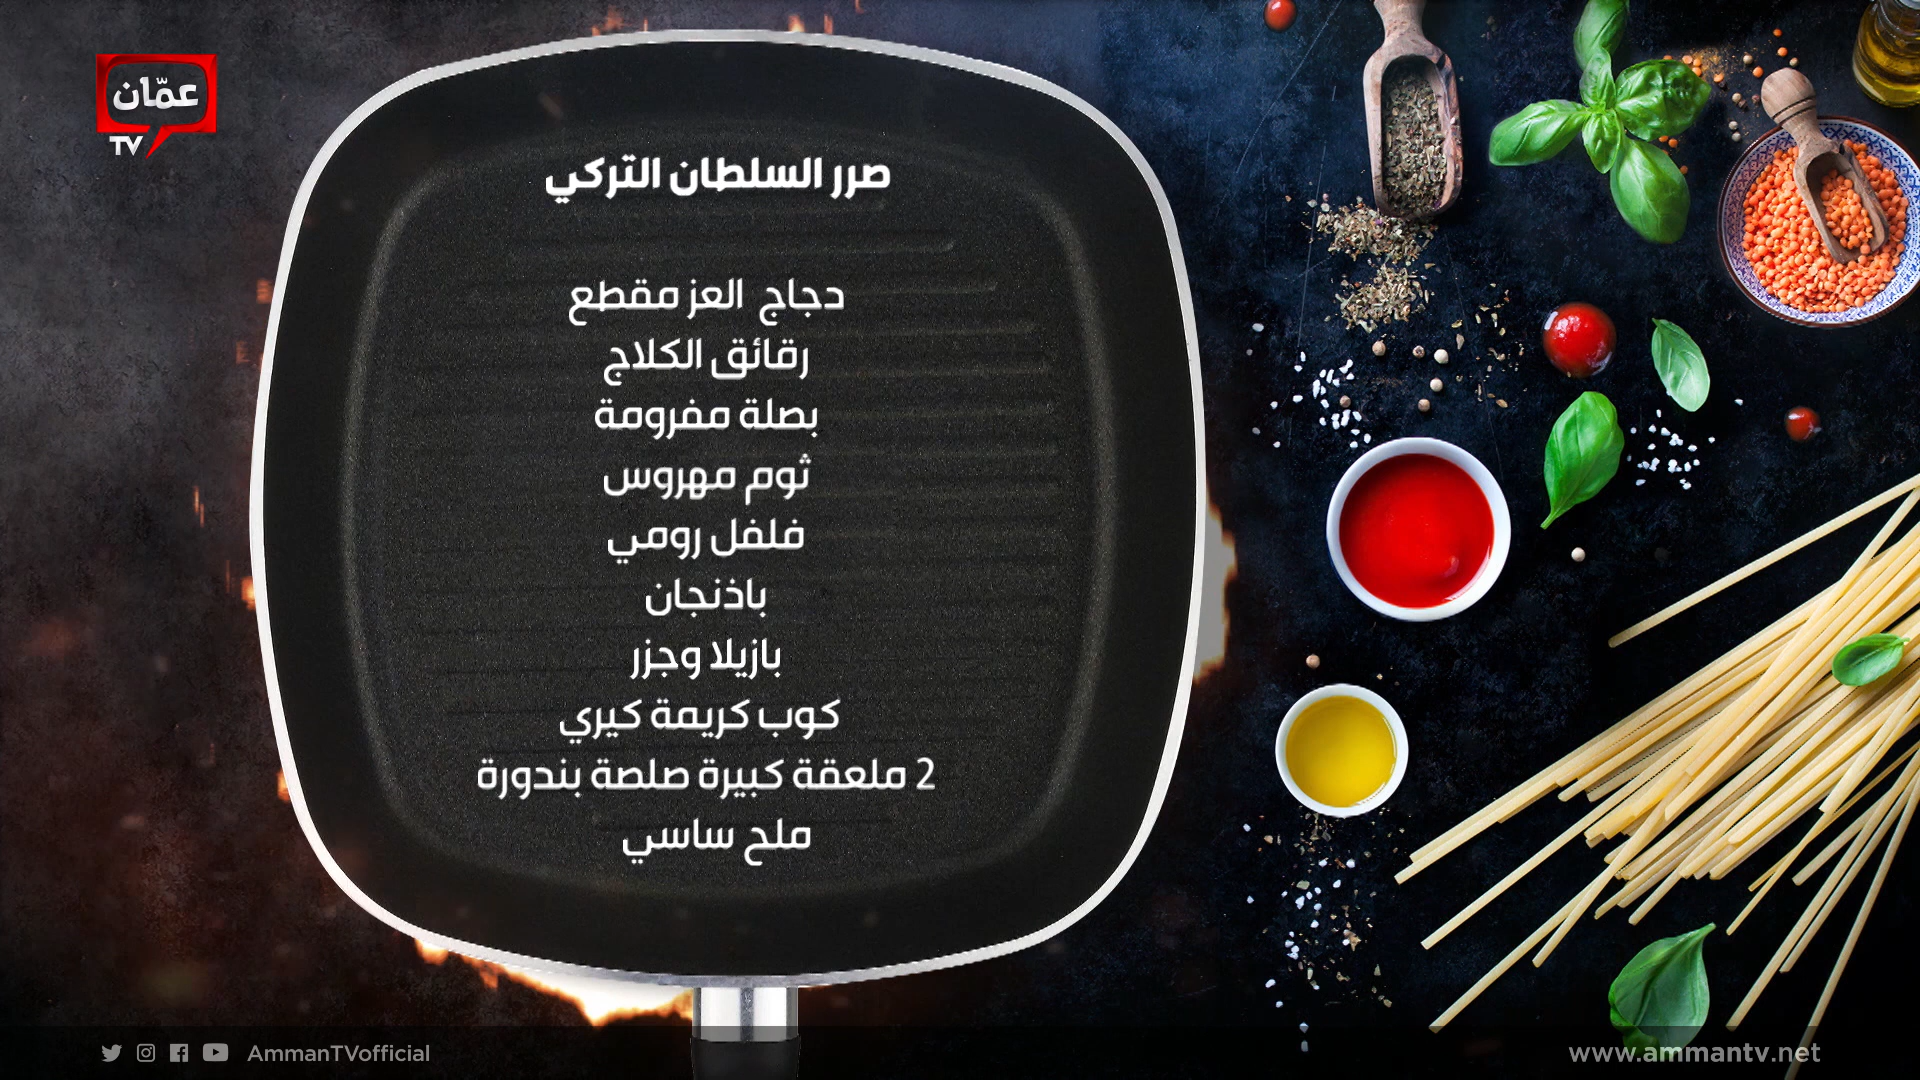 عمّان
TV
صرر السلطان التركي
دجاج العز مقطع
رقائق الكلاج
بصلة مفرومة
ثوم مهروس
فلفل رومي
باذنجان
بازيلا وجزر
كوب كريمة كيري
2 ملعقة كبيرة صلصة بندورة
ملح ساسي
AmmanTVofficial
www.ammantv.net